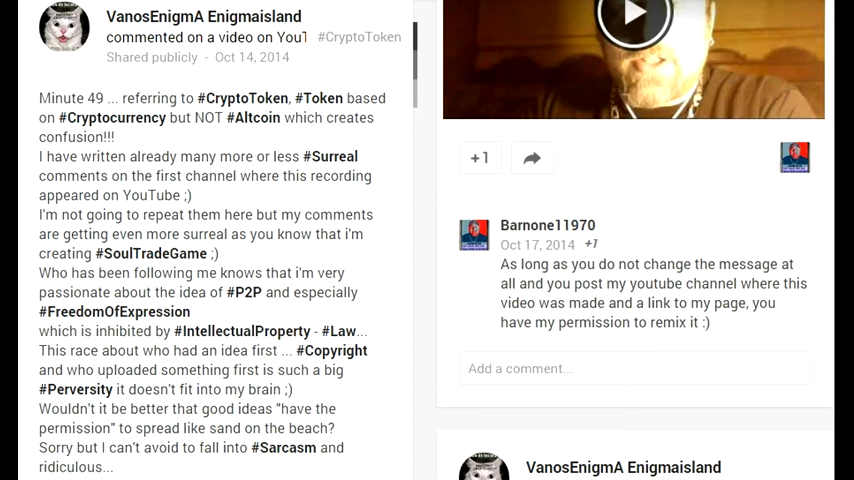 VanosEnigmA Enigmaisland
commented on a video on YouT #CryptoToken
Shared publicly - Oct 14, 2014
Minute 49 ... referring to #CryptoToken, #Token based
on #Cryptocurrency but NOT #Altcoin which creates
confusion!!!
I have written already many more or less #Surreal
comments on the first channel where this recording
appeared on YouTube ;)
I'm not going to repeat them here but my comments
are getting even more surreal as you know that i'm
creating #SoulTradeGame ;)
Who has been following me knows that i'm very
passionate about the idea of #P2P and especially
#FreedomOfExpression
which is inhibited by #IntellectualProperty - #Law...
This race about who had an idea first ... #Copyright
and who uploaded something first is such a big
#Perversity it doesn't fit into my brain ;)
Wouldn't it be better that good ideas "have the
permission" to spread like sand on the beach?
Sorry but I can't avoid to fall into #Sarcasm and
ridiculous...
+1
Barnone11970
Oct 17, 2014 +1
As long as you do not change the message at
all and you post my youtube channel where this
video was made and a link to my page, you
have my permission to remix it :)
Add a comment...
VanosEnigmA Enigmaisland